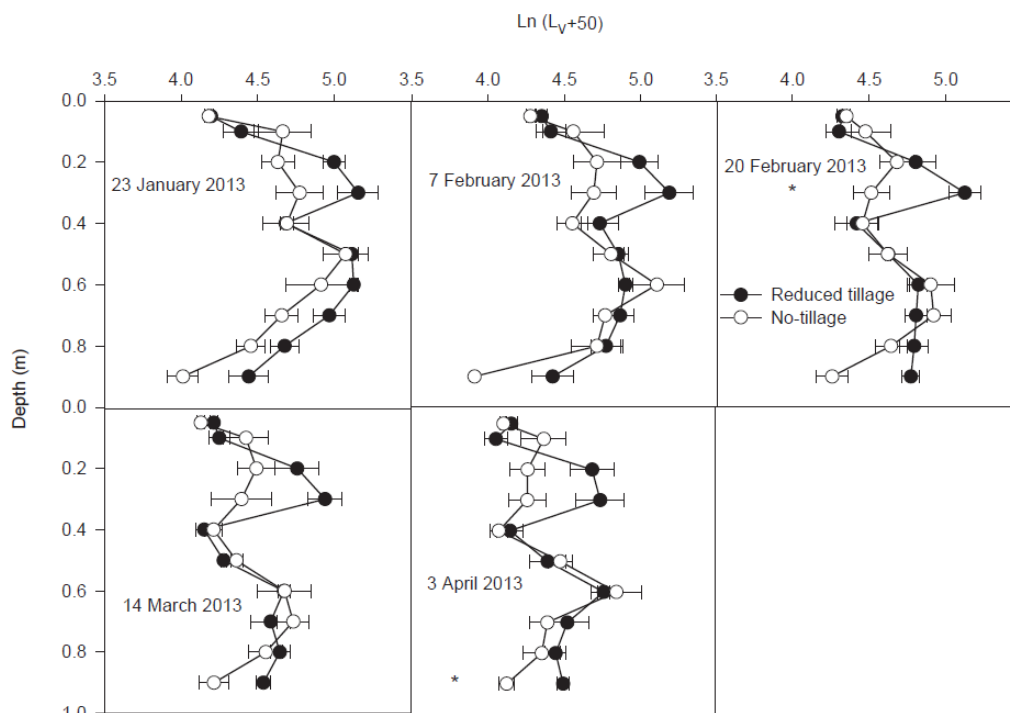 Ln (LV+50)
3.5 4.0 4.5 5.0 3.5 4.0 4.5 5.0 3.5 4.0 4.5 5.0
0.0
0.2
23 January 2013
7 February 2013
20 February 2013
*
0.4
0.6
Reduced tillage
No-tillage
0.8
Depth (m)
0.0
0.2
0.4
0.6
14 March 2013
3 April 2013
0.8
*
1.0